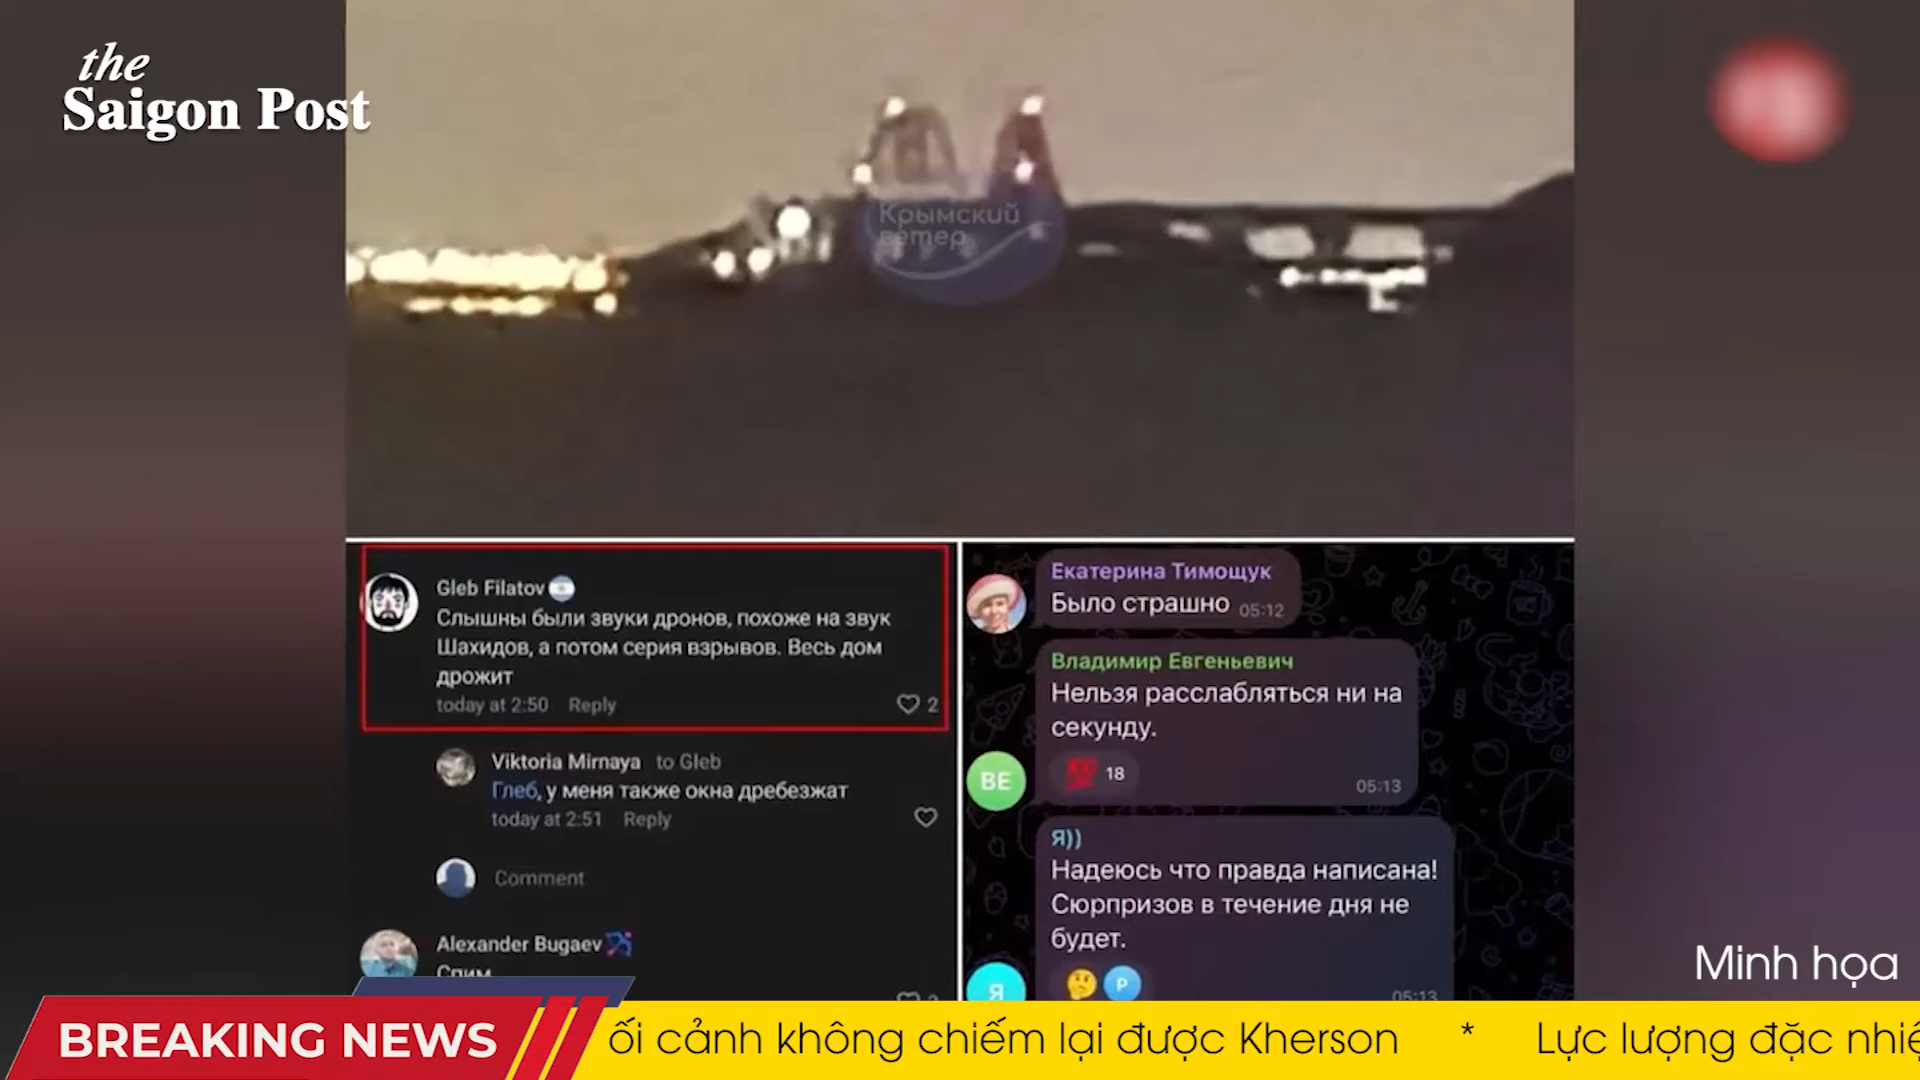 the
Saigon Post
Крымский
ветер
Gleb Filatov
Слышны были звуки дронов, похоже на звук
Шахидов, а потом серия взрывов. Весь дом
дрожит
today at 2:50 Reply
2
Viktoria Mirnaya to Gleb
Глеб, у меня также окна дребезжат
today at 2:51 Reply
Comment
Alexander Bugaev
Спим
Екатерина Тимощук
Было страшно 05:12
Владимир Евгеньевич
Нельзя расслабляться ни на
секунду.
BE
18
05:13
Я))
Надеюсь что правда написана!
Сюрпризов в течение дня не
будет.
Я
P
05:13
Minh họa
BREAKING NEWS
ối cảnh không chiếm lại được Kherson * Lực lượng đặc nhiệ